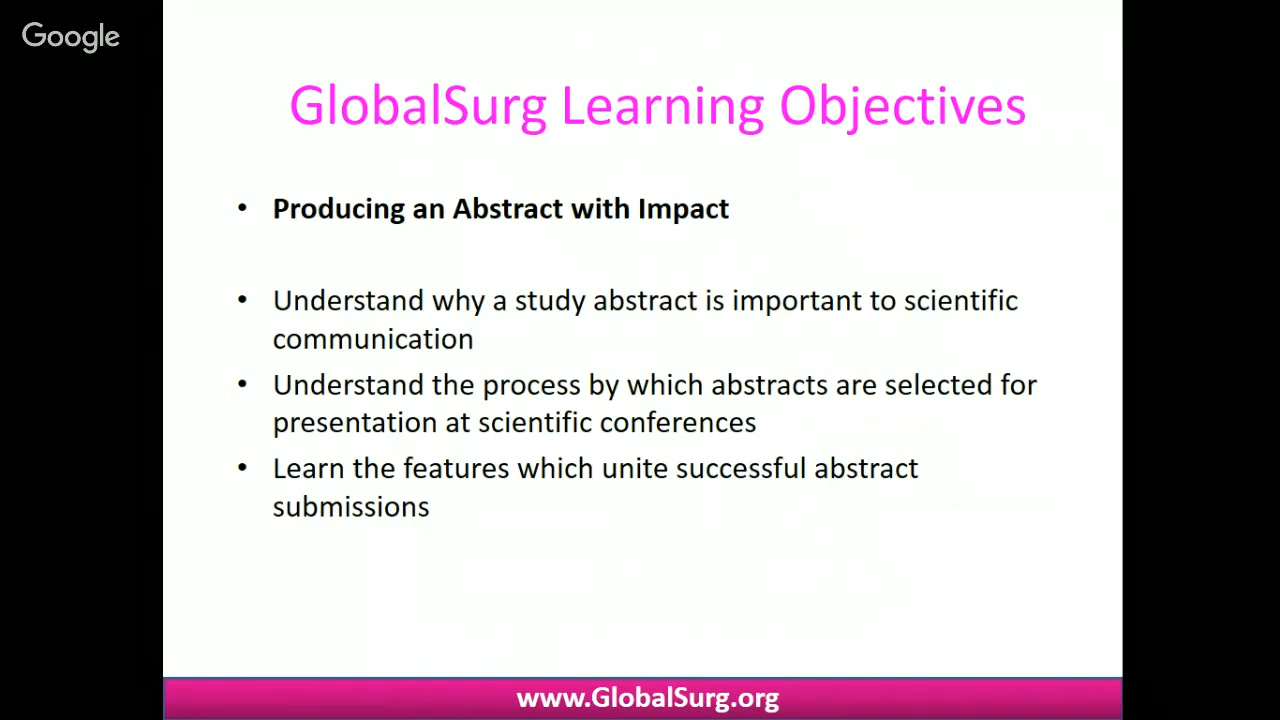 Google
GlobalSurg Learning Objectives
• Producing an Abstract with Impact
• Understand why a study abstract is important to scientific
communication
• Understand the process by which abstracts are selected for
presentation at scientific conferences
• Learn the features which unite successful abstract
submissions
www.GlobalSurg.org